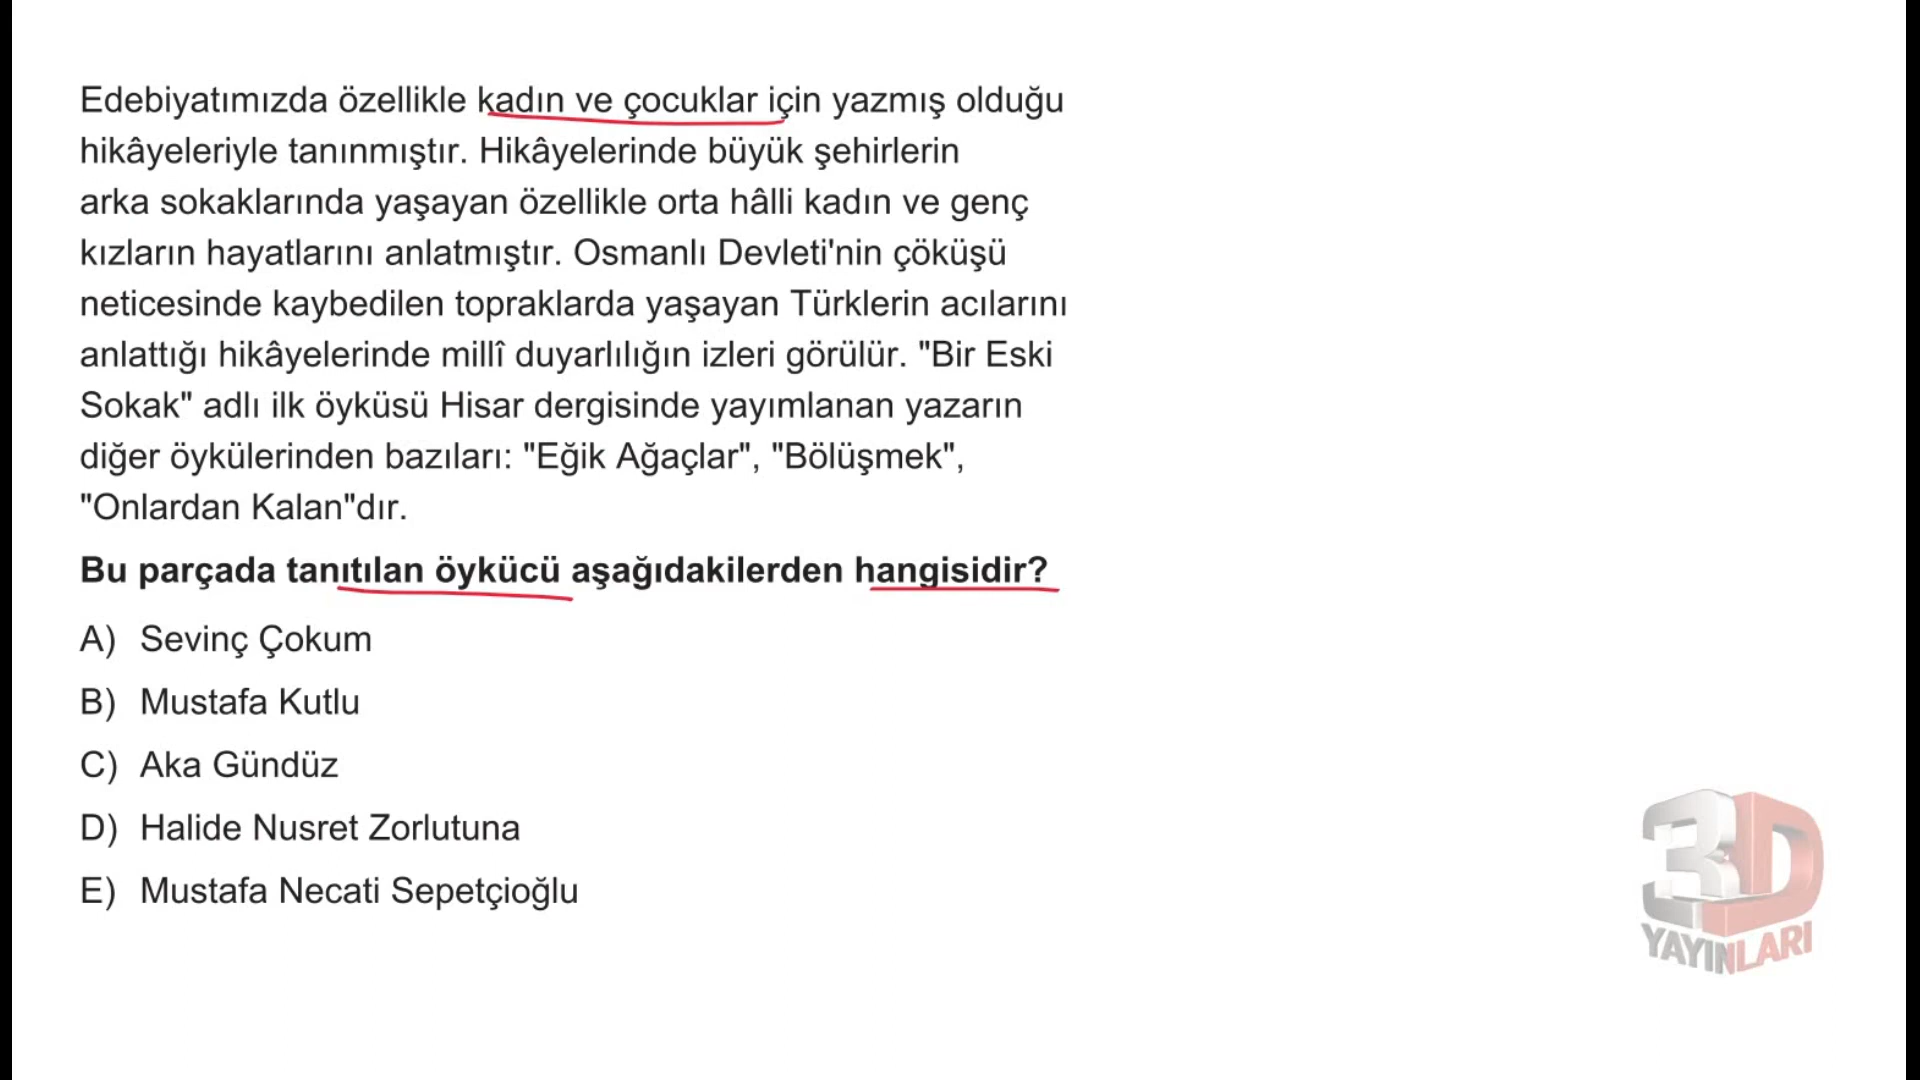 Edebiyatımızda özellikle kadın ve çocuklar için yazmış olduğu
hikâyeleriyle tanınmıştır. Hikâyelerinde büyük şehirlerin
arka sokaklarında yaşayan özellikle orta hâlli kadın ve genç
kızların hayatlarını anlatmıştır. Osmanlı Devleti'nin çöküşü
neticesinde kaybedilen topraklarda yaşayan Türklerin acılarını
anlattığı hikâyelerinde millî duyarlılığın izleri görülür. "Bir Eski
Sokak" adlı ilk öyküsü Hisar dergisinde yayımlanan yazarın
diğer öykülerinden bazıları: "Eğik Ağaçlar", "Bölüşmek",
"Onlardan Kalan"dır.
Bu parçada tanıtılan öykücü aşağıdakilerden hangisidir?
A) Sevinç Çokum
B) Mustafa Kutlu
C) Aka Gündüz
D) Halide Nusret Zorlutuna
E) Mustafa Necati Sepetçioğlu
3D
YAYINLARI